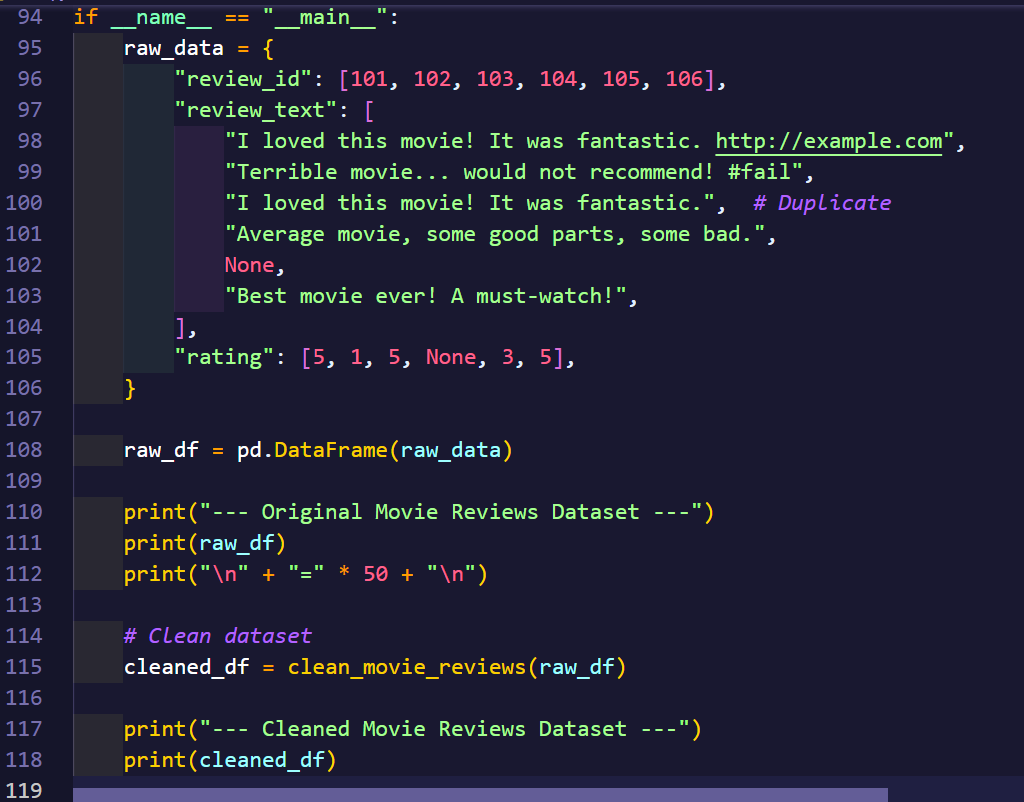 94 if __name__ == "__main__":
95     raw_data = {
96         "review_id": [101, 102, 103, 104, 105, 106],
97         "review_text": [
98             "I loved this movie! It was fantastic. http://example.com",
99             "Terrible movie... would not recommend! #fail",
100             "I loved this movie! It was fantastic.",  # Duplicate
101             "Average movie, some good parts, some bad.",
102             None,
103             "Best movie ever! A must-watch!",
104         ],
105         "rating": [5, 1, 5, None, 3, 5],
106     }
107
108     raw_df = pd.DataFrame(raw_data)
109
110     print("--- Original Movie Reviews Dataset ---")
111     print(raw_df)
112     print("\n" + "=" * 50 + "\n")
113
114     # Clean dataset
115     cleaned_df = clean_movie_reviews(raw_df)
116
117     print("--- Cleaned Movie Reviews Dataset ---")
118     print(cleaned_df)
119